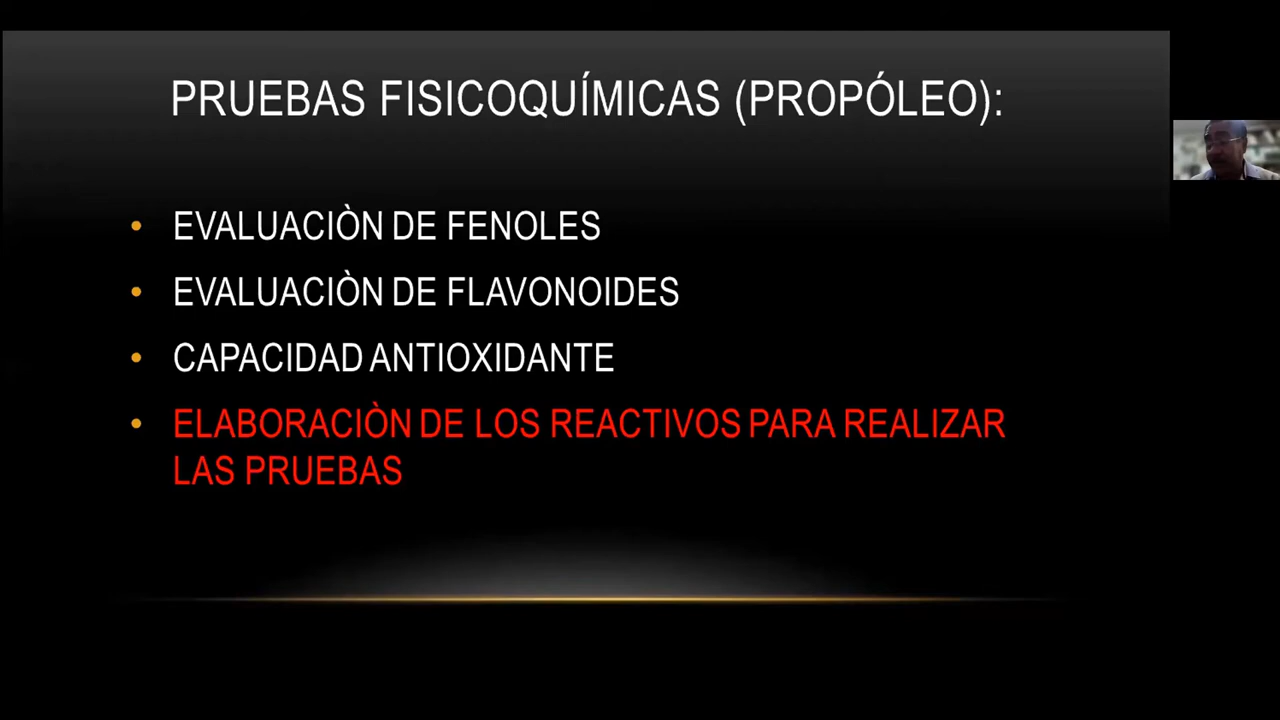 PRUEBAS FISICOQUÍMICAS (PROPÓLEO):
• EVALUACIÒN DE FENOLES
• EVALUACIÒN DE FLAVONOIDES
• CAPACIDAD ANTIOXIDANTE
• ELABORACIÒN DE LOS REACTIVOS PARA REALIZAR
LAS PRUEBAS